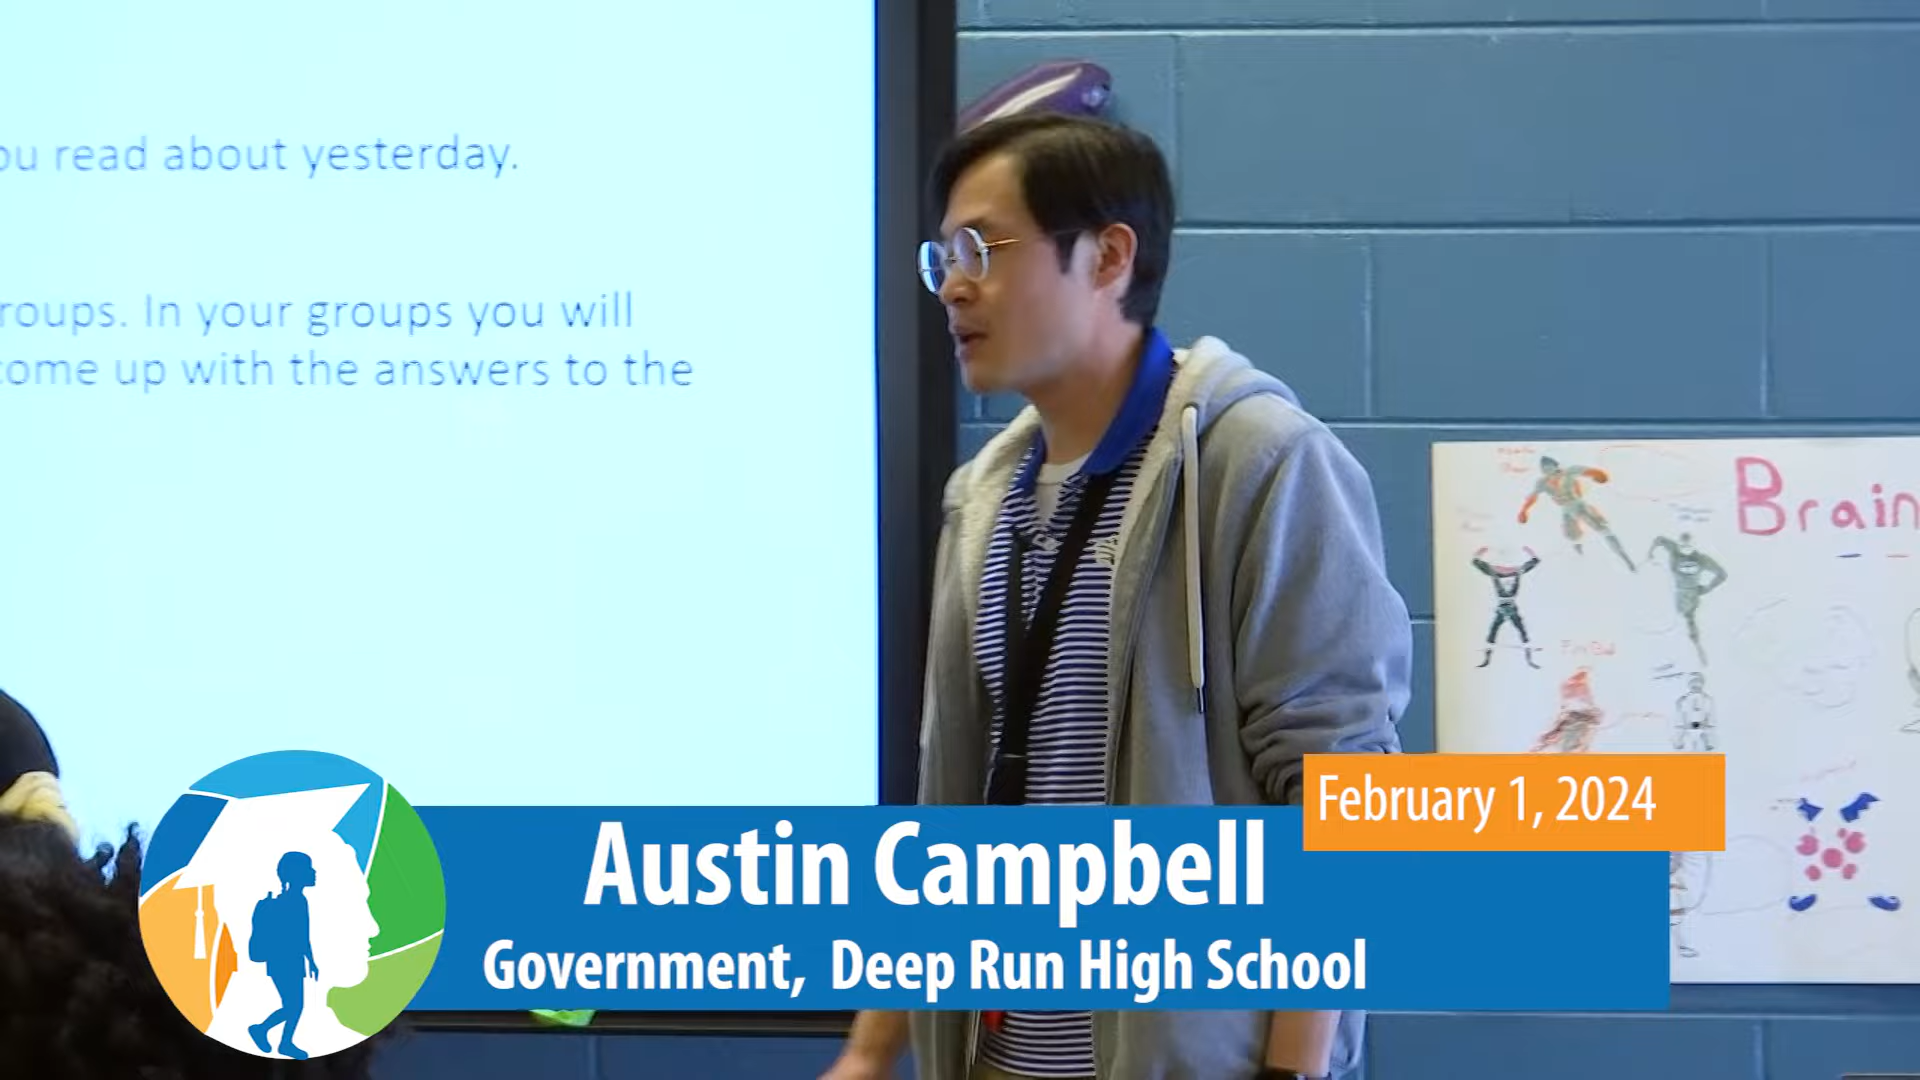 ou read about yesterday.
roups. In your groups you will
come up with the answers to the
Brain
February 1, 2024
Austin Campbell
Government, Deep Run High School